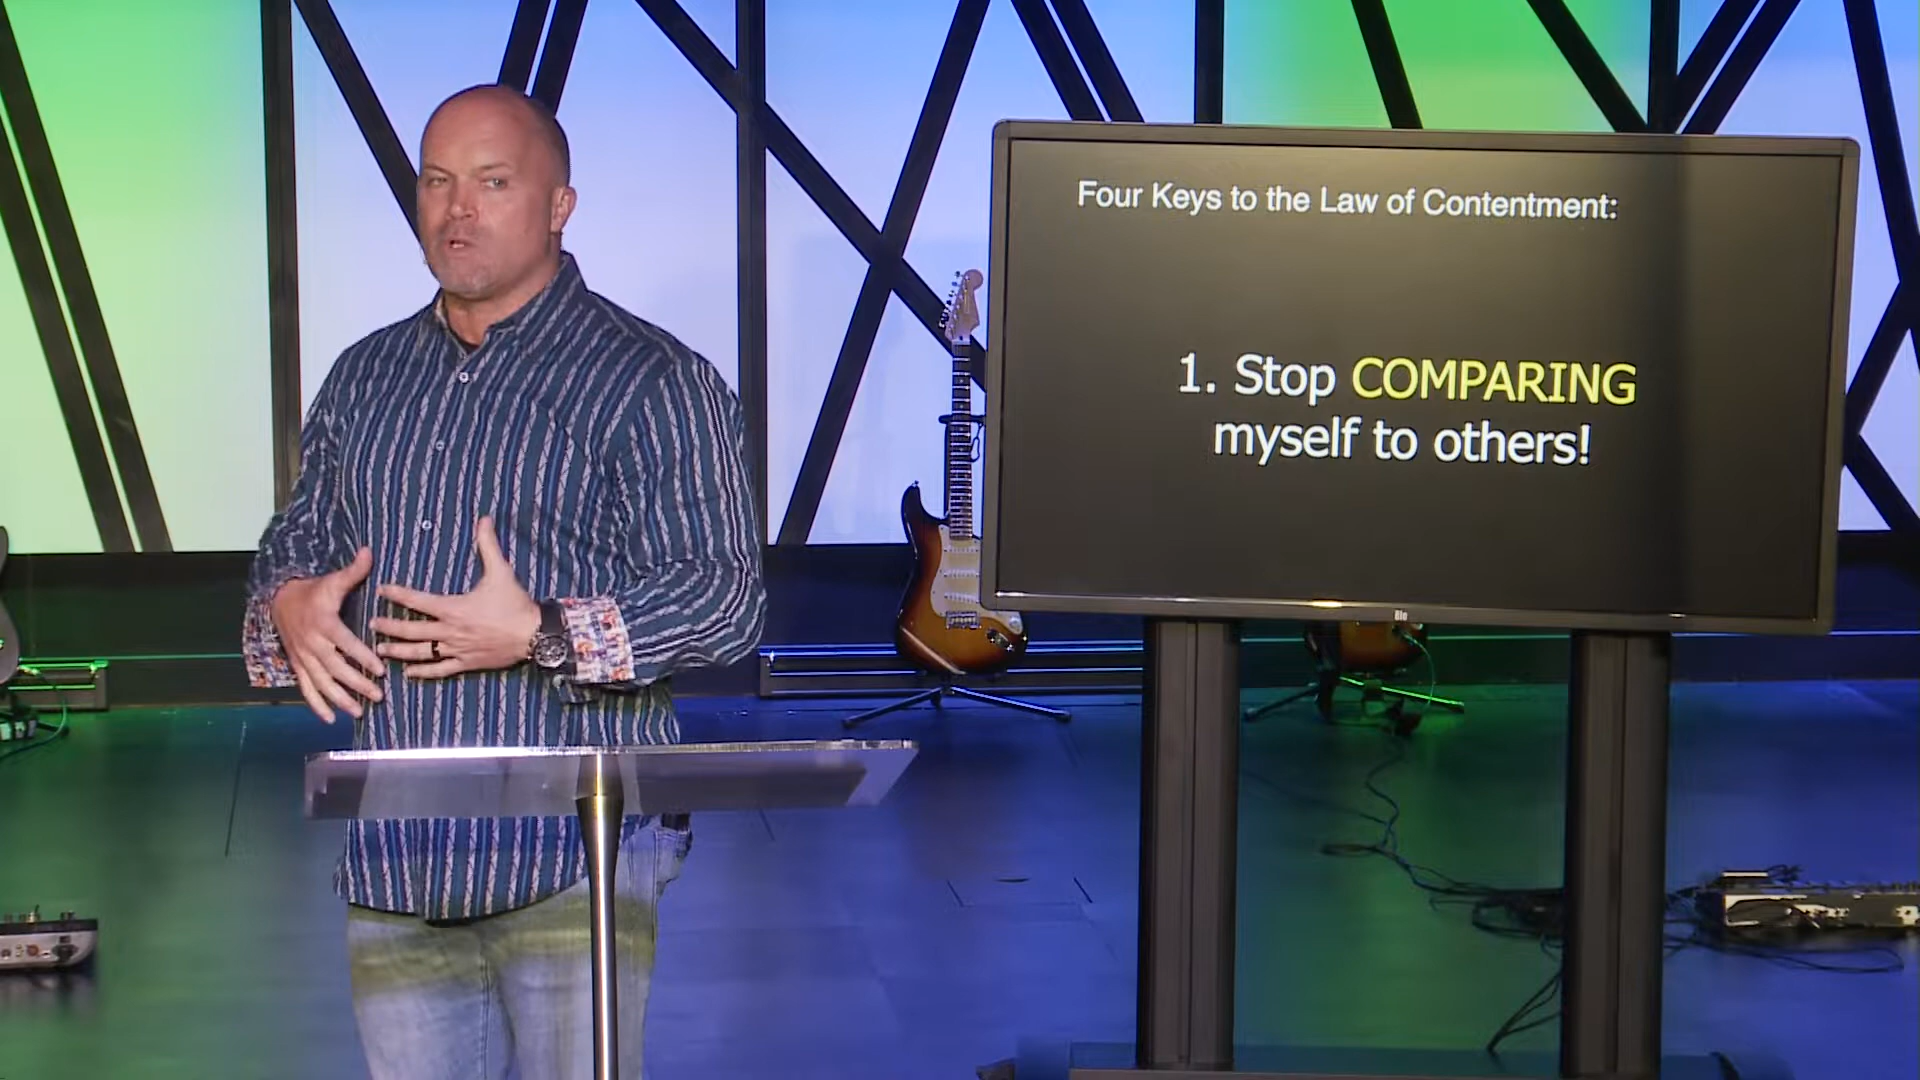 Four Keys to the Law of Contentment:
1. Stop COMPARING
myself to others!